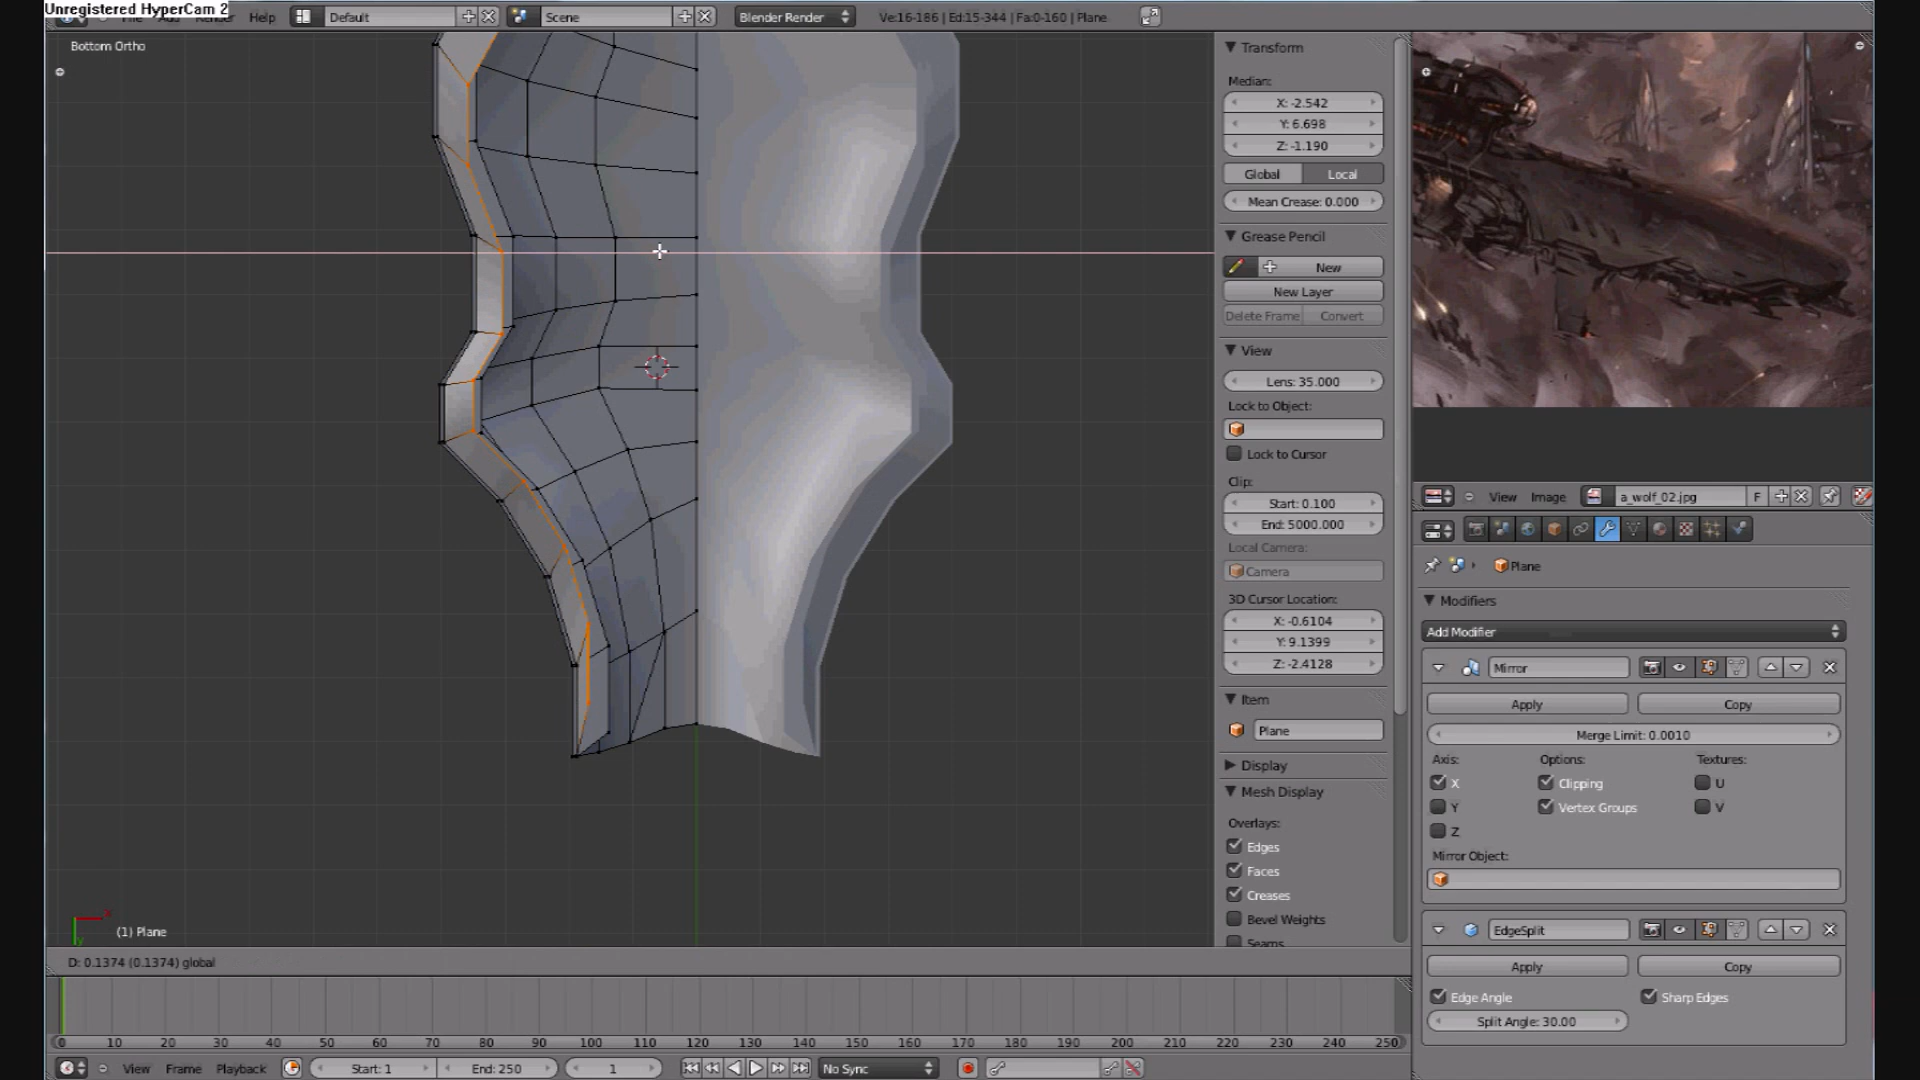 Unregistered HyperCam 2
Help
Default
Scene
Blender Render
Ve:16-186 | Ed:15-344 | Fa:0-160 | Plane
Bottom Ortho
Transform
Median:
X: -2.542
Y: 6.698
Z: -1.190
Global
Local
Mean Crease: 0.000
Grease Pencil
New
New Layer
Delete Frame
Convert
View
Lens: 35.000
Lock to Object:
Lock to Cursor
Clip:
Start: 0.100
End: 5000.000
Local Camera:
Camera
3D Cursor Location:
X: -0.6104
Y: 9.1399
Z: -2.4128
Item
Plane
Display
Mesh Display
Overlays:
Edges
Faces
Creases
Bevel Weights
Seams
View
Image
a_wolf_02.jpg
F
Plane
Modifiers
Add Modifier
Mirror
Apply
Copy
Merge Limit: 0.0010
Axis:
Options:
Textures:
X
Clipping
U
Y
Vertex Groups
V
Z
Mirror Object:
EdgeSplit
Apply
Copy
Edge Angle
Sharp Edges
Split Angle: 30.00
(1) Plane
D: 0.1374 (0.1374) global
0 10 20 30 40 50 60 70 80 90 100 110 120 130 140 150 160 170 180 190 200 210 220 230 240 250
View
Frame
Playback
Start: 1
End: 250
1
No Sync